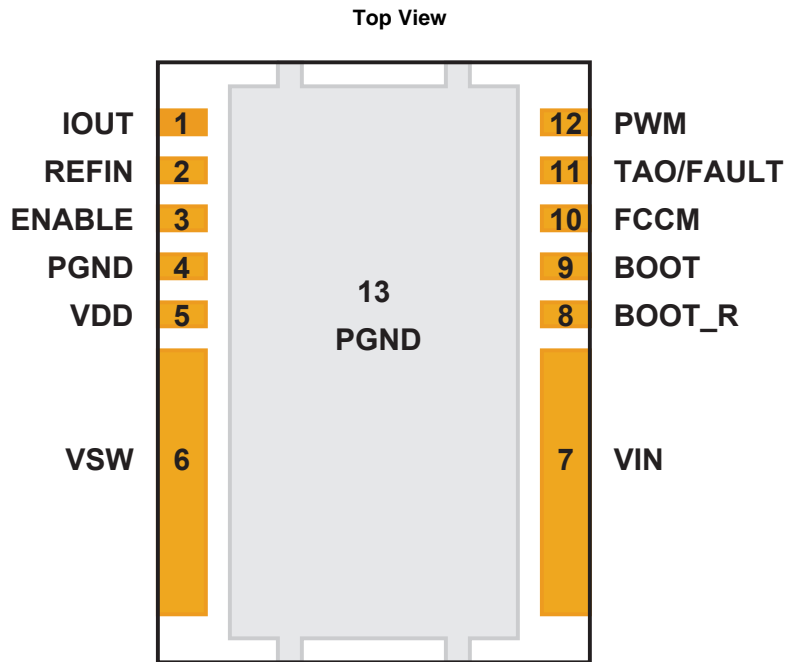 Top View
IOUT 1 12 PWM
REFIN 2 11 TAO/FAULT
ENABLE 3 10 FCCM
PGND 4 9 BOOT
13
VDD 5 8 BOOT_R
PGND
VSW 6 7 VIN